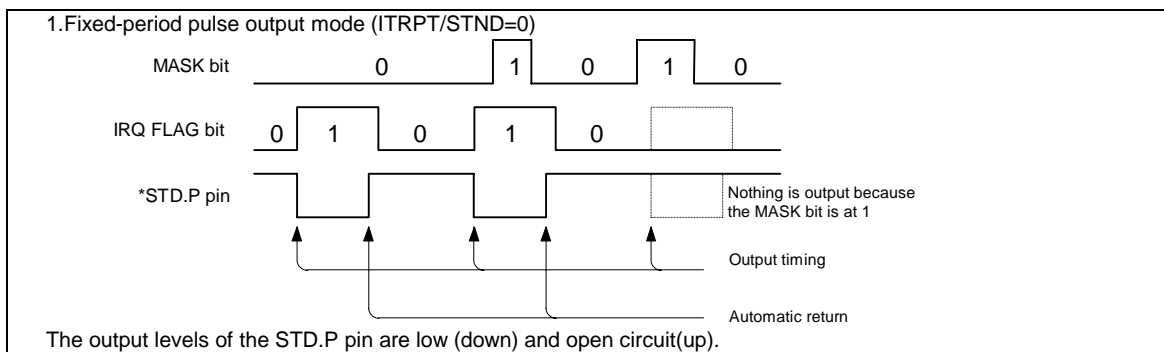 1.Fixed-period pulse output mode (ITRPT/STND=0)
MASK bit 0 1 0 1 0
IRQ FLAG bit 0 1 0 1 0
*STD.P pin
Nothing is output because
the MASK bit is at 1
Output timing
Automatic return
The output levels of the STD.P pin are low (down) and open circuit(up).